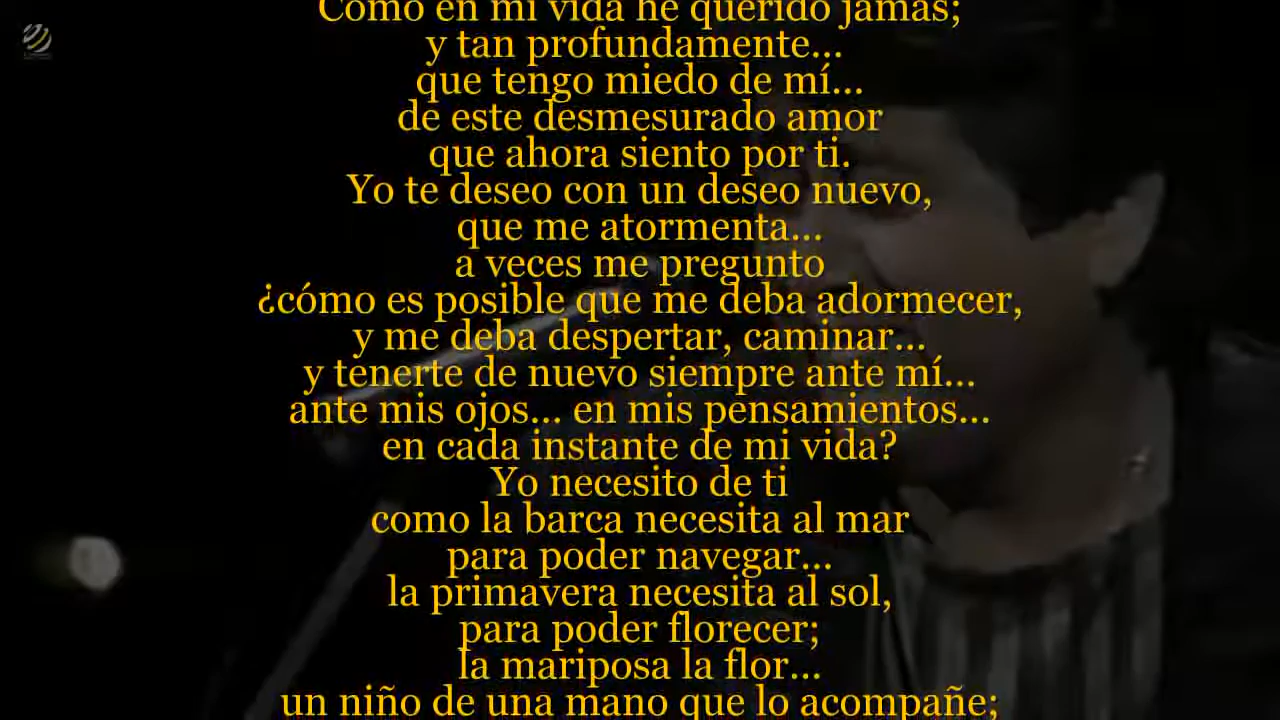 Como en mi vida he querido jamás;
y tan profundamente...
que tengo miedo de mí...
de este desmesurado amor
que ahora siento por ti.
Yo te deseo con un deseo nuevo,
que me atormenta...
a veces me pregunto
¿cómo es posible que me deba adormecer,
y me deba despertar, caminar...
y tenerte de nuevo siempre ante mí...
ante mis ojos... en mis pensamientos...
en cada instante de mi vida?
Yo necesito de ti
como la barca necesita al mar
para poder navegar...
la primavera necesita al sol,
para poder florecer;
la mariposa la flor...
un niño de una mano que lo acompañe;